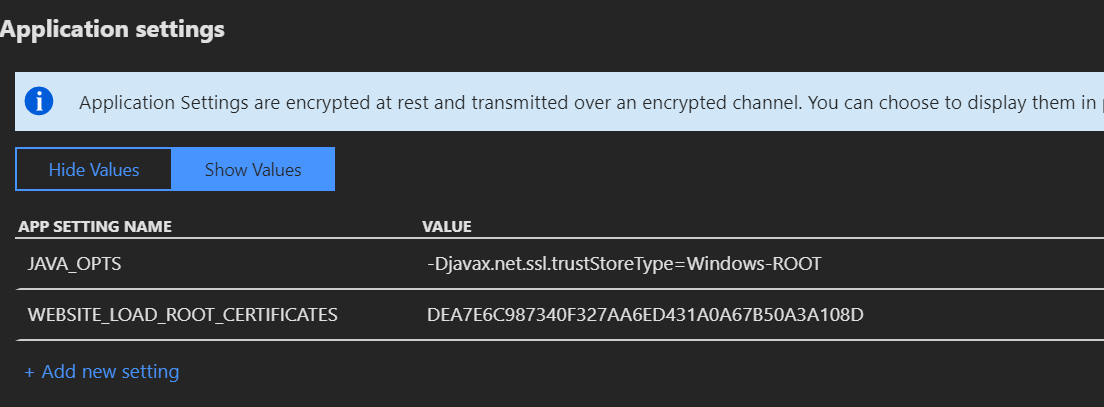 Application settings
Application Settings are encrypted at rest and transmitted over an encrypted channel. You can choose to display them in
Hide Values
Show Values
APP SETTING NAME VALUE
JAVA_OPTS -Djavax.net.ssl.trustStoreType=Windows-ROOT
WEBSITE_LOAD_ROOT_CERTIFICATES DEA7E6C987340F327AA6ED431A0A67B50A3A108D
+ Add new setting